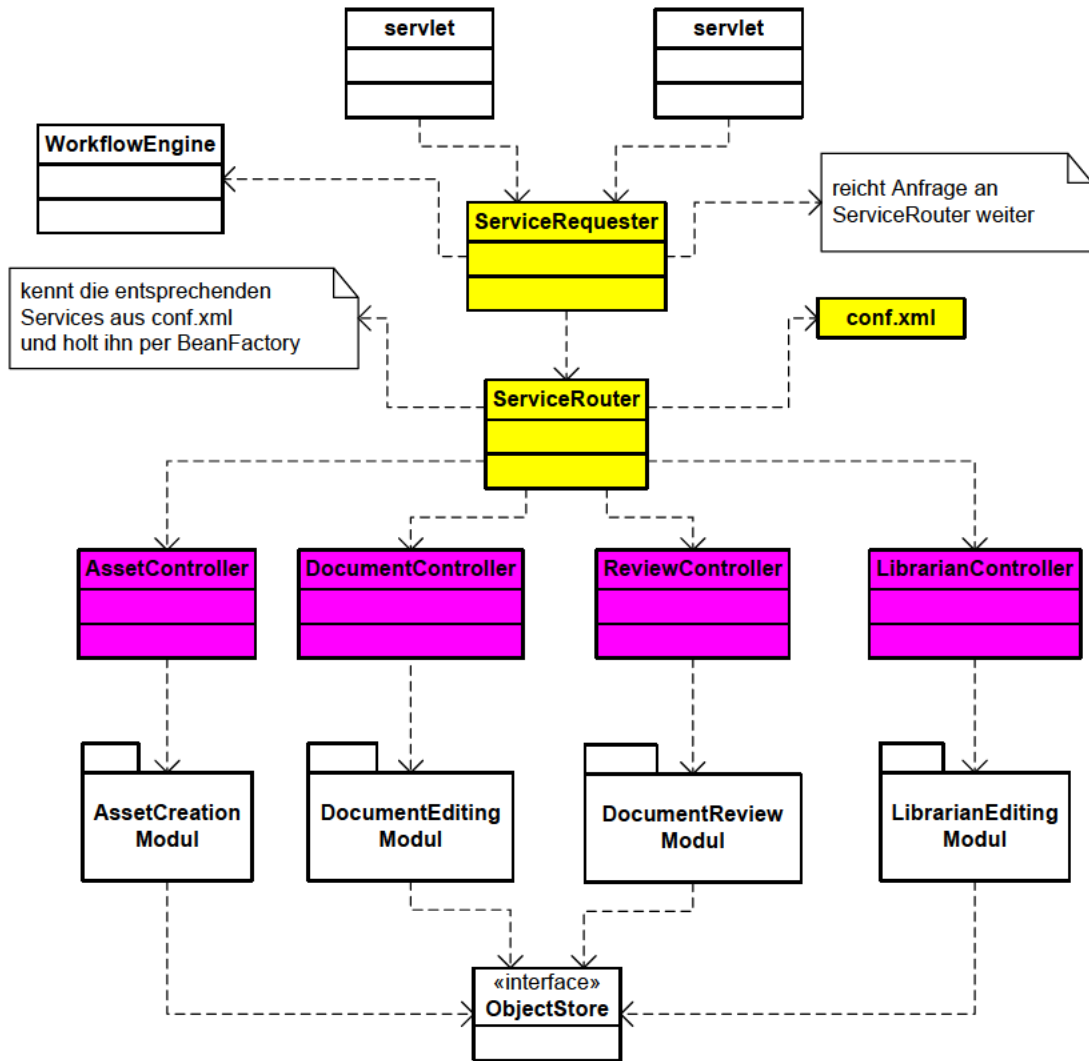 servlet
servlet
WorkflowEngine
reicht Anfrage an
ServiceRouter weiter
ServiceRequester
kennt die entsprechenden
Services aus conf.xml
und holt ihn per BeanFactory
conf.xml
ServiceRouter
AssetController
DocumentController
ReviewController
LibrarianController
AssetCreation
Modul
DocumentEditing
Modul
DocumentReview
Modul
LibrarianEditing
Modul
«interface»
ObjectStore